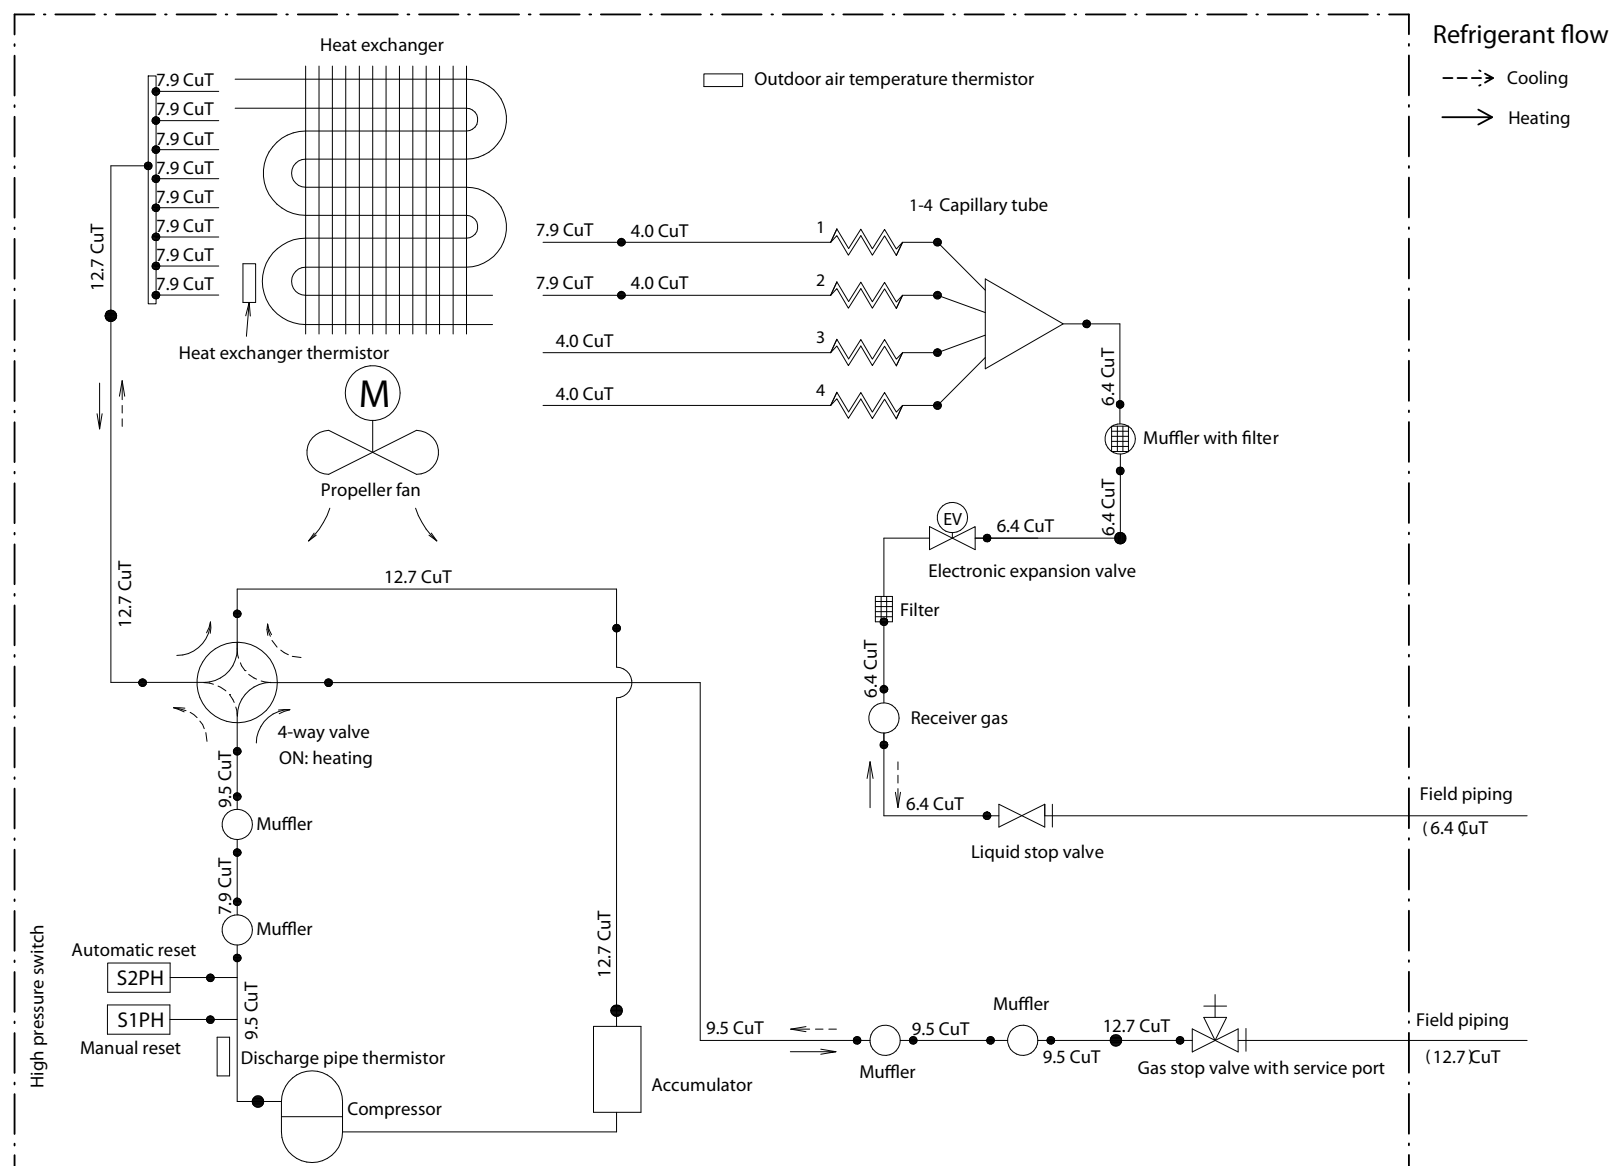 Heat exchanger
Refrigerant flow
Cooling
Heating
Outdoor air temperature thermistor
7.9 CuT
7.9 CuT
7.9 CuT
7.9 CuT
7.9 CuT
7.9 CuT
7.9 CuT
7.9 CuT
12.7 CuT
Heat exchanger thermistor
M
Propeller fan
1-4 Capillary tube
7.9 CuT 4.0 CuT 1
7.9 CuT 4.0 CuT 2
4.0 CuT 3
4.0 CuT 4
6.4 CuT
Muffler with filter
6.4 CuT
EV
6.4 CuT
Electronic expansion valve
Filter
6.4 CuT
Receiver gas
6.4 CuT
Liquid stop valve
Field piping
(6.4 )CuT
12.7 CuT
12.7 CuT
4-way valve
ON: heating
9.5 CuT
Muffler
7.9 CuT
Muffler
Automatic reset
S2PH
S1PH
Manual reset
High pressure switch
9.5 CuT
Discharge pipe thermistor
Compressor
12.7 CuT
Accumulator
9.5 CuT
Muffler
9.5 CuT
Muffler
9.5 CuT
12.7 CuT
Gas stop valve with service port
Field piping
(12.7 )CuT